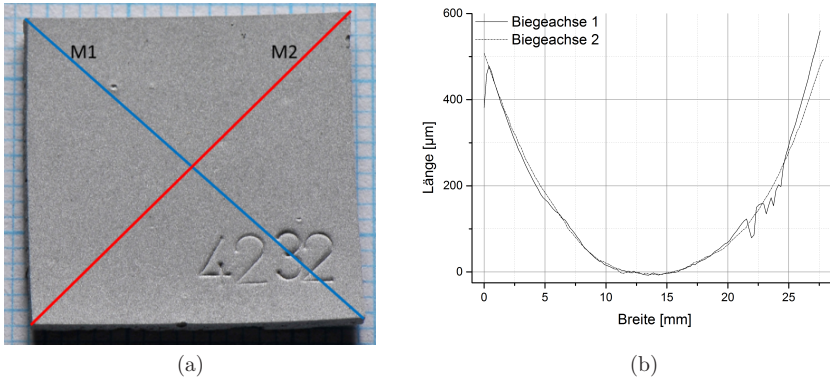 M1
M2
4232
(a)
600
400
200
0
Länge [µm]
Biegeachse 1
Biegeachse 2
0
5
10
15
20
25
Breite [mm]
(b)